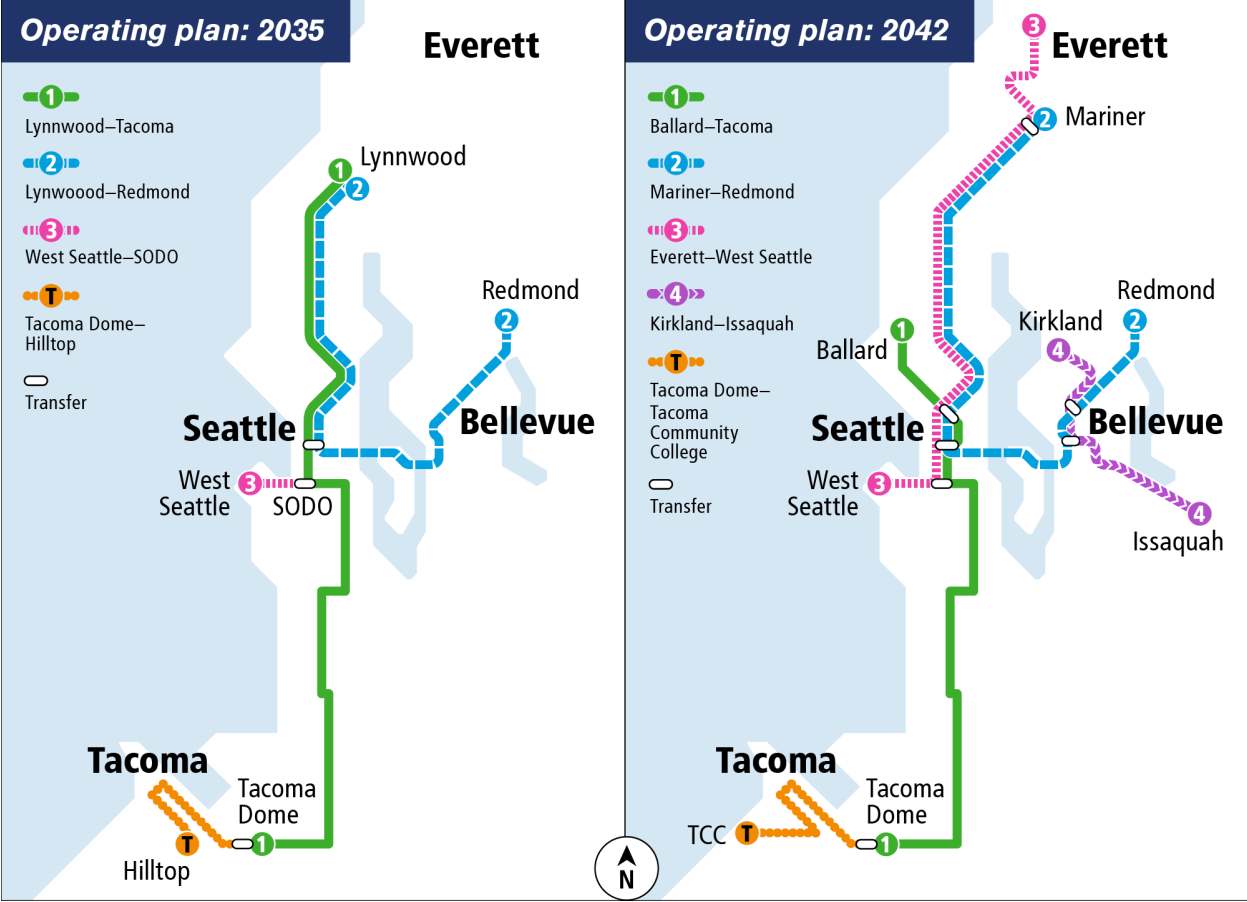 Operating plan: 2035
Everett
1
Lynnwood–Tacoma
2
Lynwoood–Redmond
3
West Seattle–SODO
T
Tacoma Dome–
Hilltop
Transfer
1
Lynnwood
2
Redmond
2
Seattle
Bellevue
West
Seattle
3
SODO
Tacoma
Tacoma
Dome
T
1
Hilltop
N
Operating plan: 2042
3
Everett
1
Ballard–Tacoma
2
Mariner–Redmond
3
Everett–West Seattle
4
Kirkland–Issaquah
T
Tacoma Dome–
Tacoma
Community
College
Transfer
2
Mariner
Redmond
2
Kirkland
4
1
Ballard
Seattle
Bellevue
West
Seattle
3
4
Issaquah
Tacoma
Tacoma
Dome
TCC
T
1